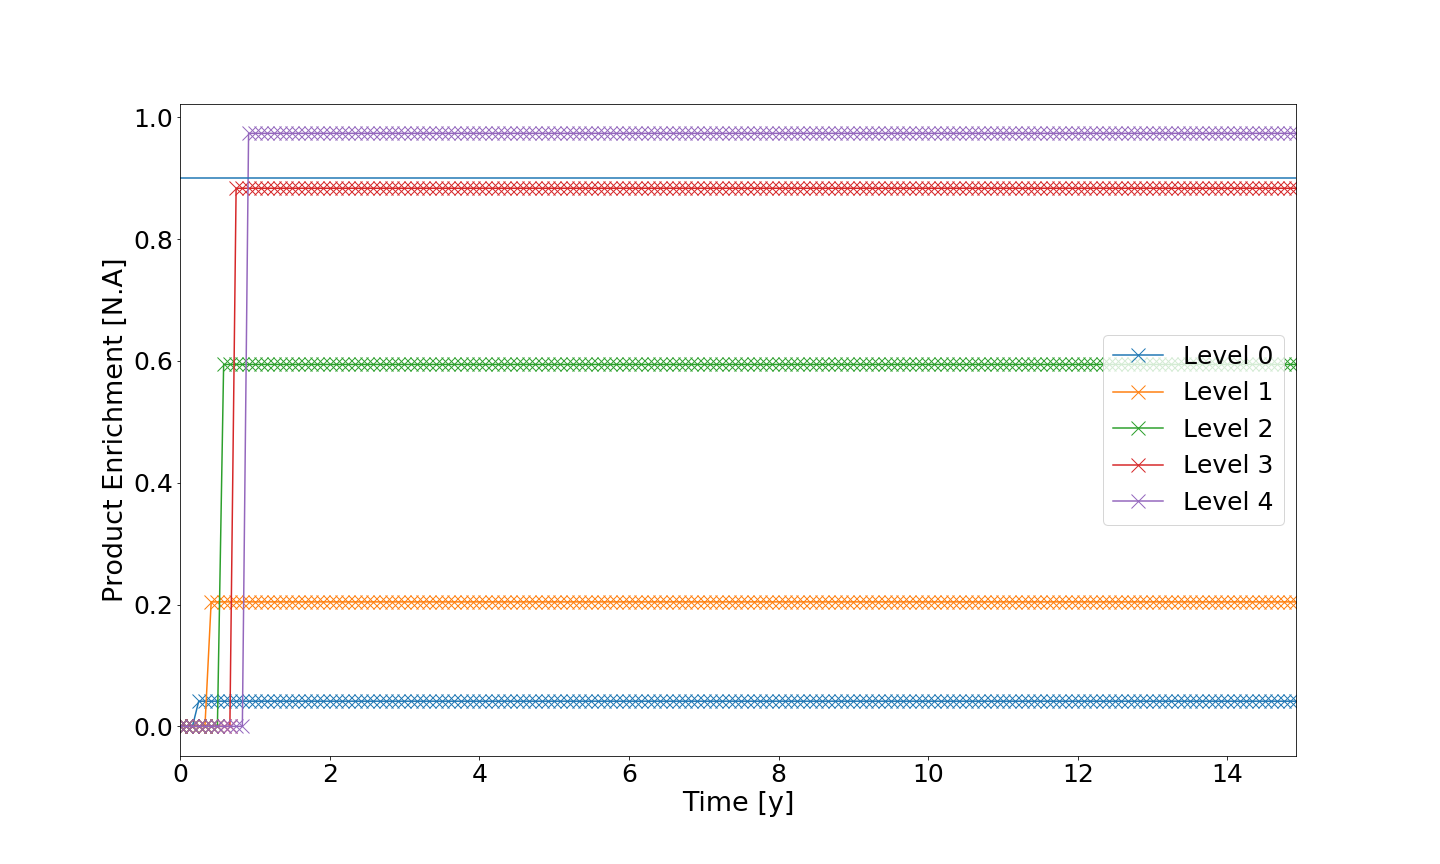 Product Enrichment [N.A]
1.0
0.8
0.6
0.4
0.2
0.0
Level 0
Level 1
Level 2
Level 3
Level 4
0 2 4 6 8 10 12 14
Time [y]